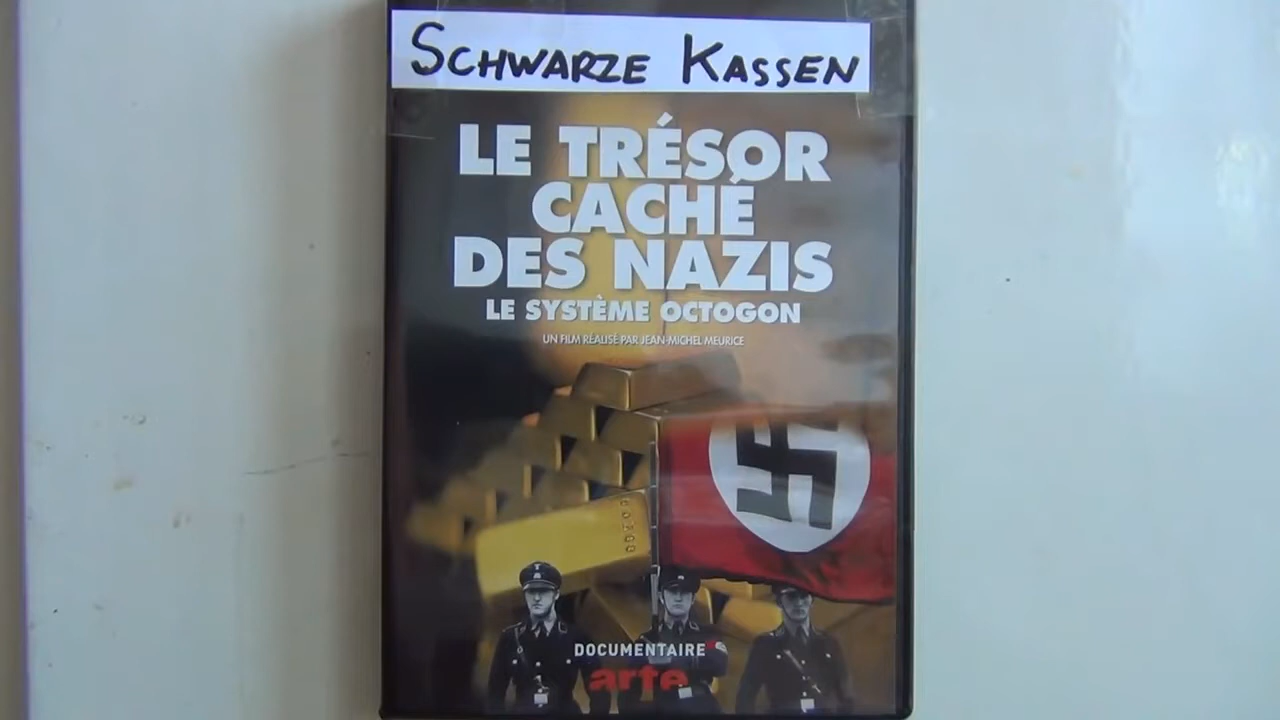 SCHWARZE KASSEN
LE TRÉSOR
CACHÉ
DES NAZIS
LE SYSTÈME OCTOGON
UN FILM RÉALISÉ PAR JEAN-MICHEL MEURICE
DOCUMENTAIRE
arte